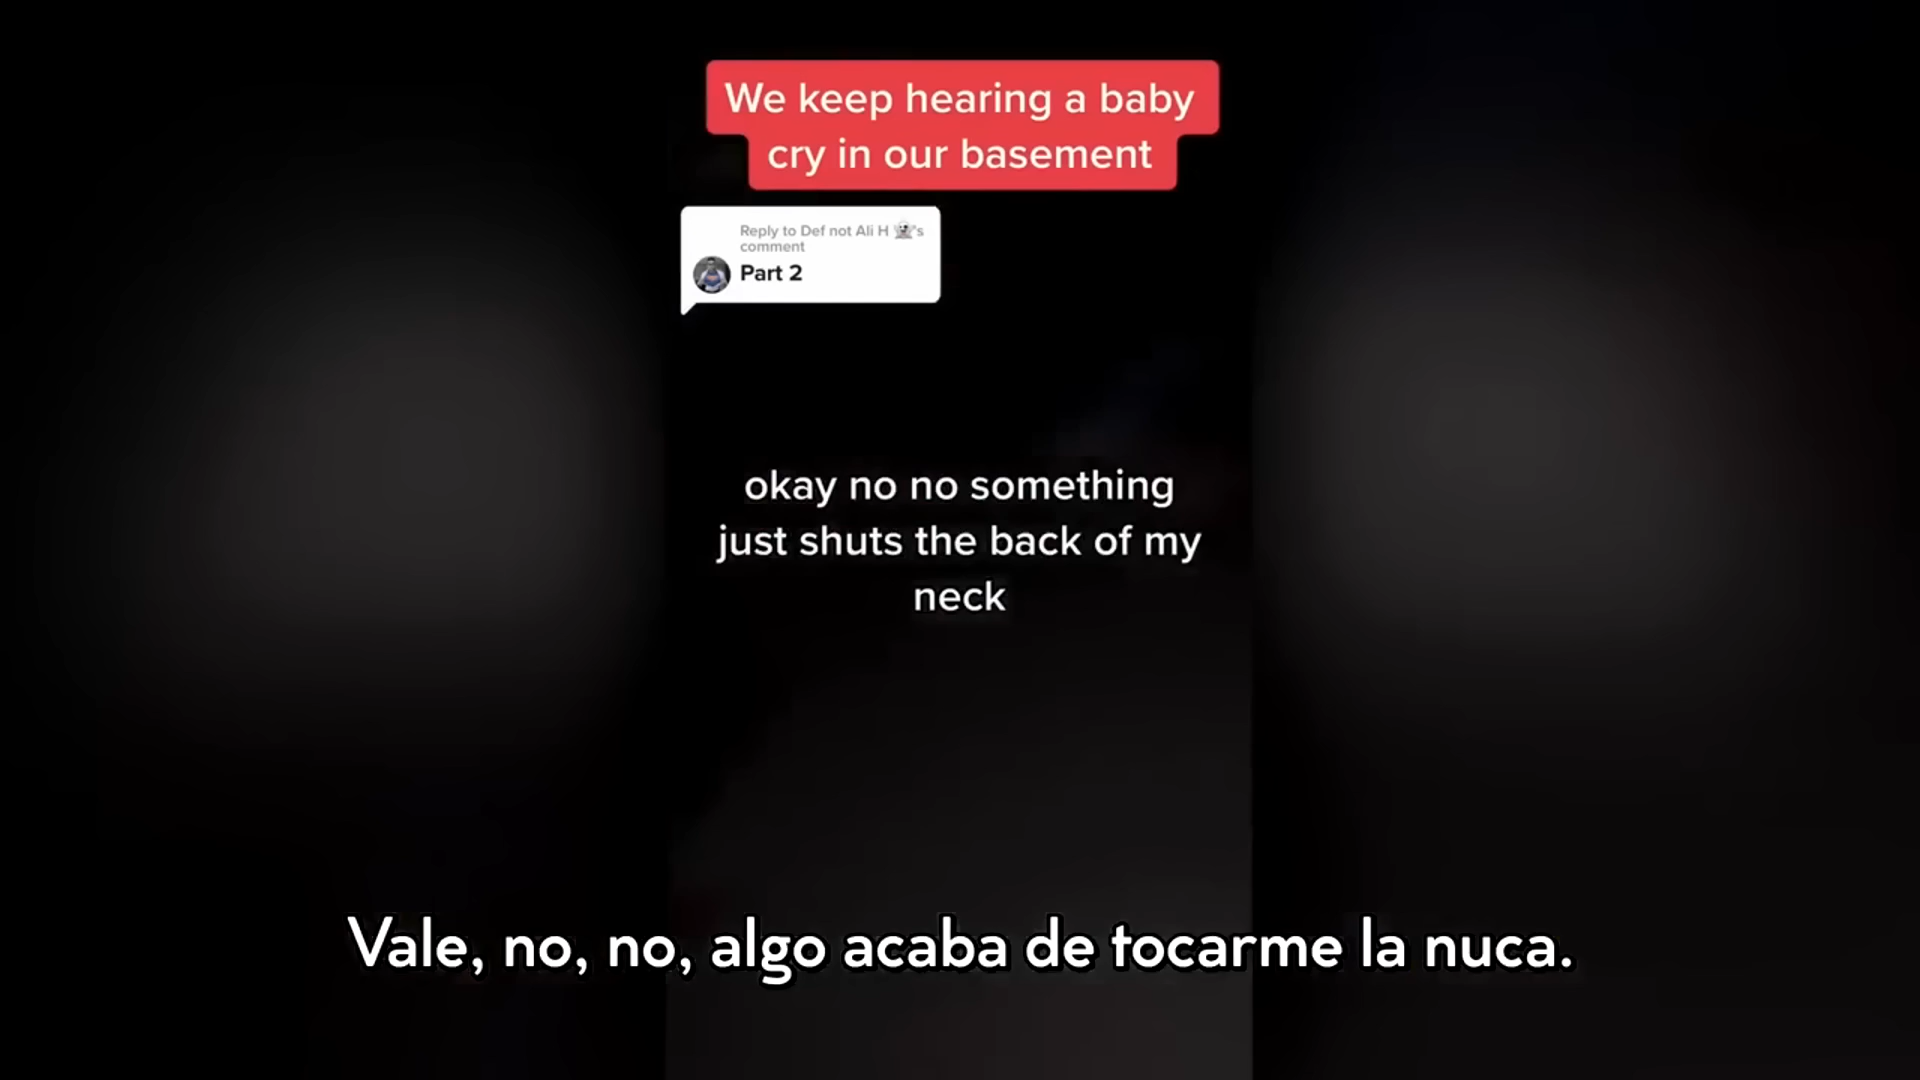 We keep hearing a baby
cry in our basement
Reply to Def not Ali H 👻's
comment
Part 2
okay no no something
just shuts the back of my
neck
Vale, no, no, algo acaba de tocarme la nuca.